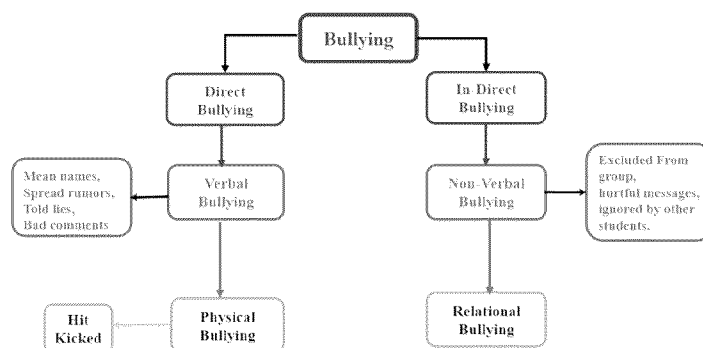 Bullying
Direct
Bullying
In-Direct
Bullying
Mean names,
Spread rumors,
Told lies,
Bad comments
Verbal
Bullying
Non-Verbal
Bullying
Excluded From
group,
hurtful messages,
ignored by other
students.
Hit
Kicked
Physical
Bullying
Relational
Bullying